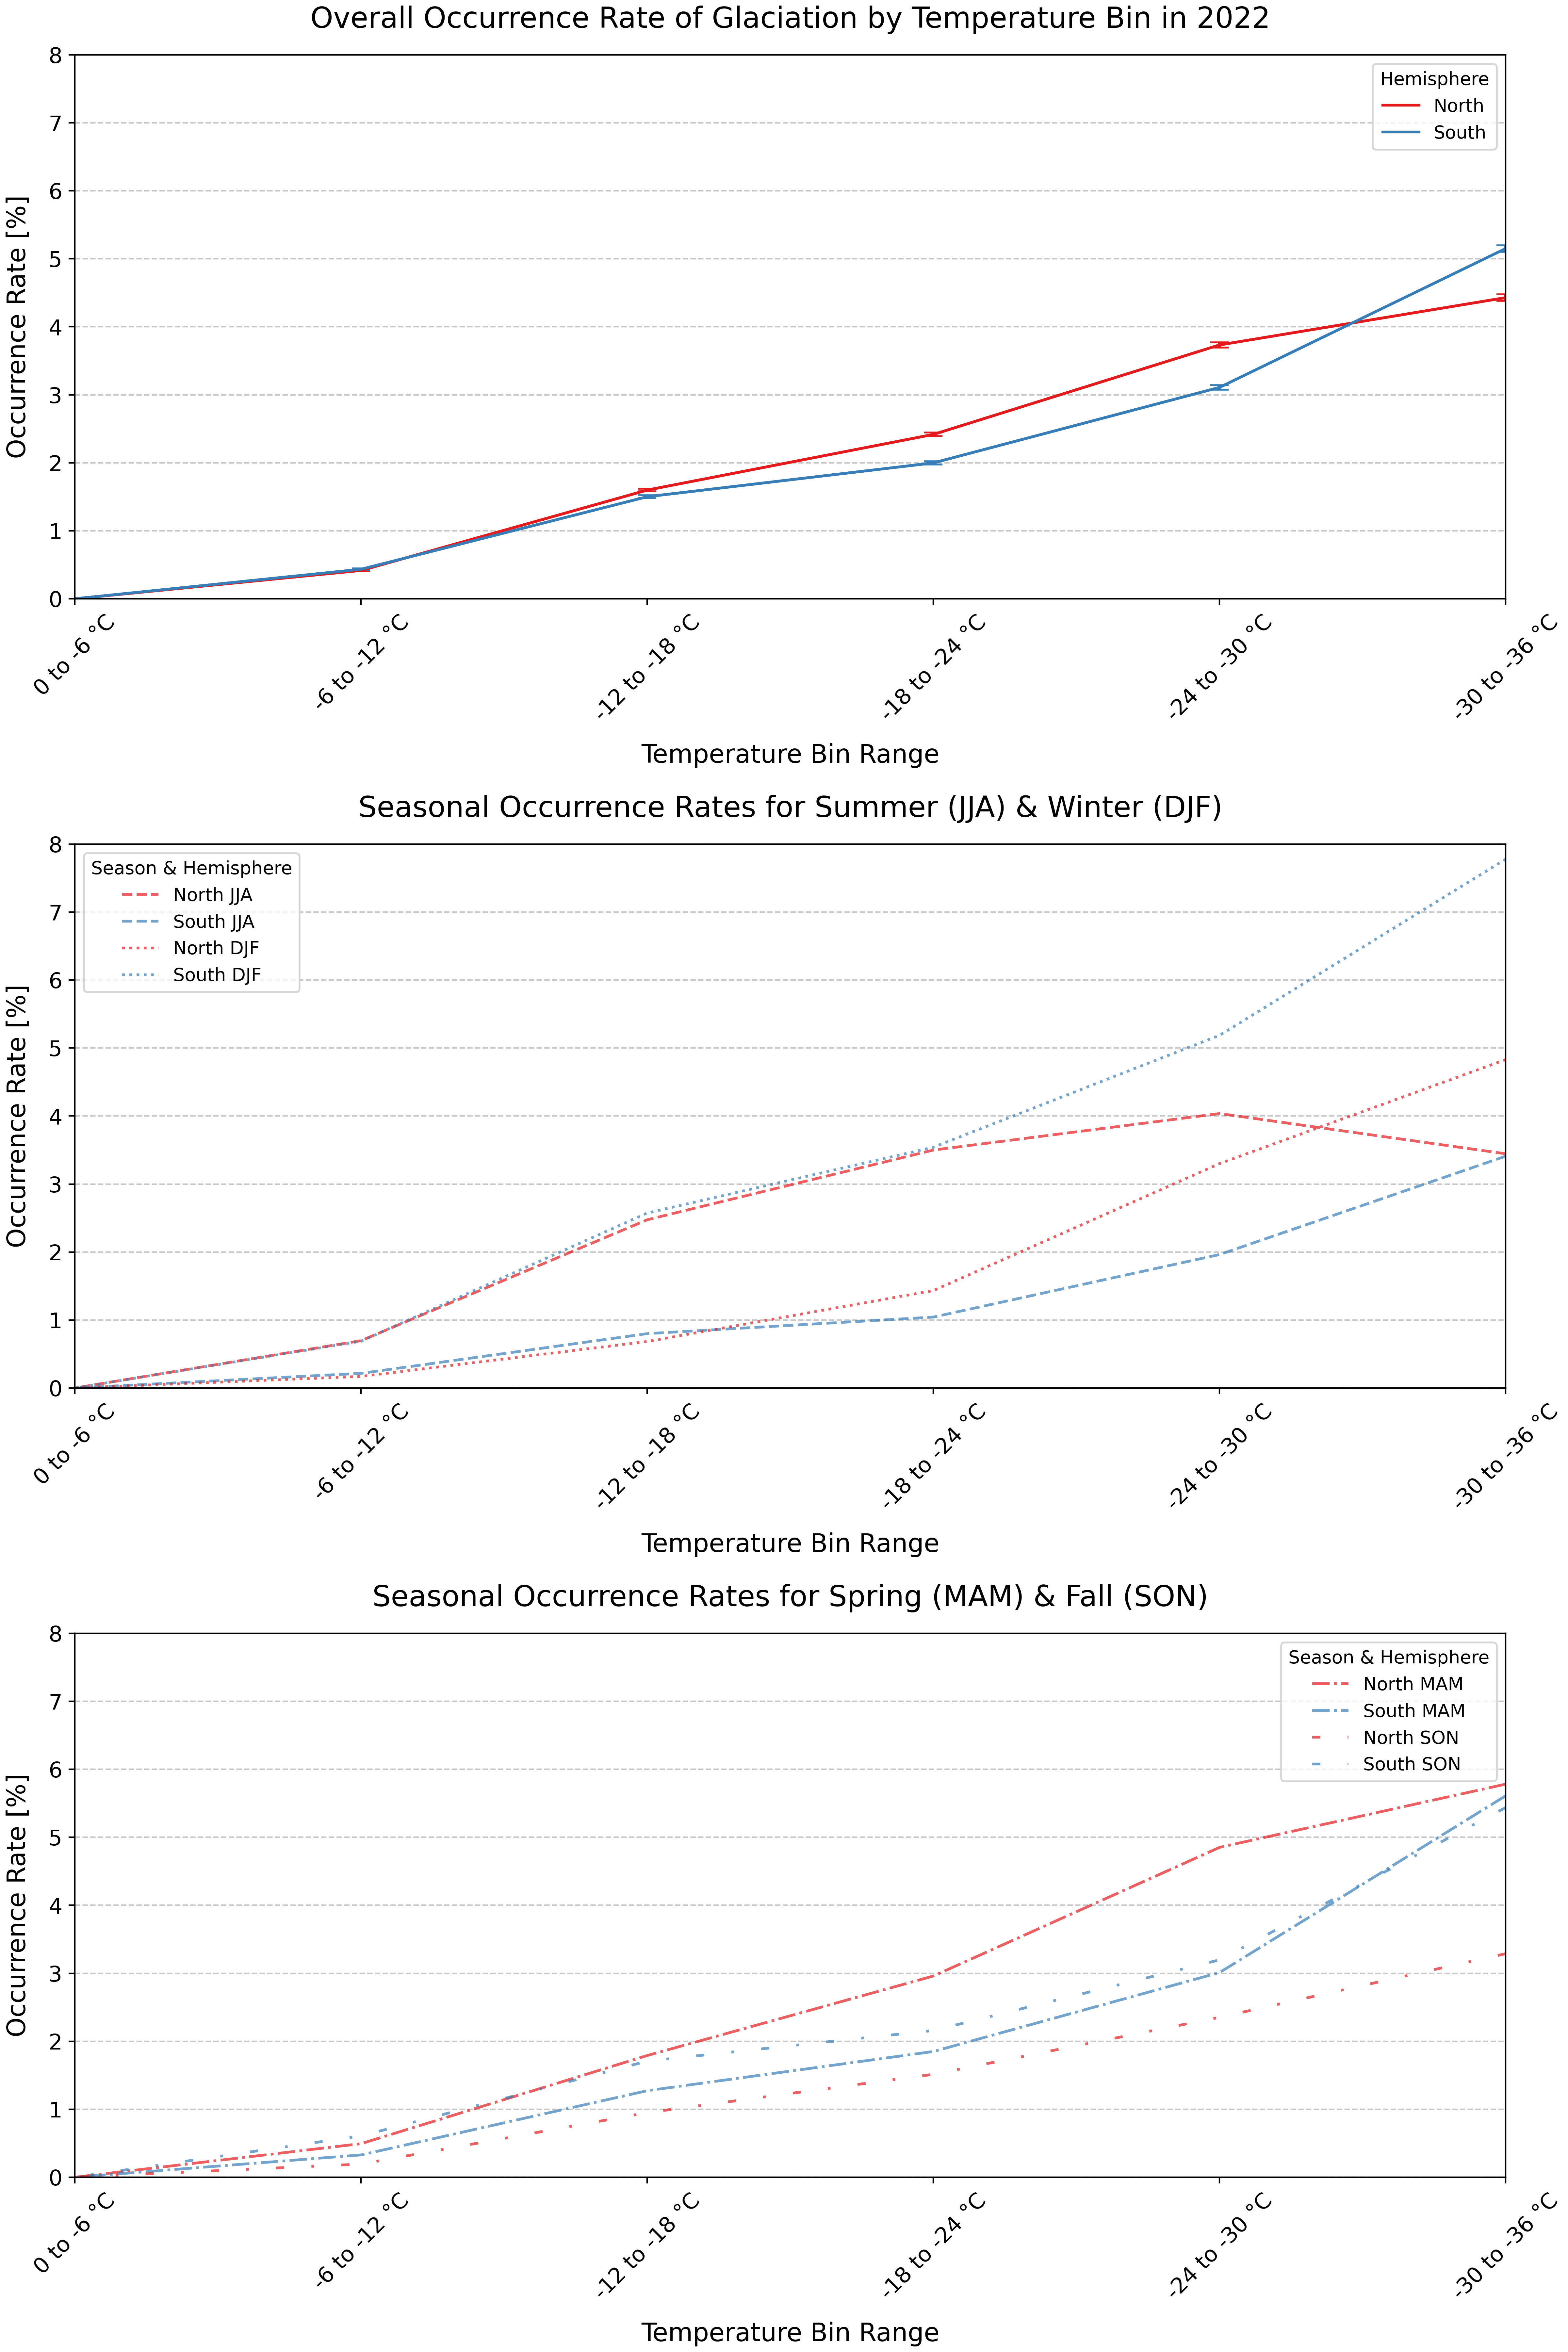 Overall Occurrence Rate of Glaciation by Temperature Bin in 2022
8
7
6
5
4
3
2
1
0
Occurrence Rate [%]
Hemisphere
North
South
0 to -6 °C
-6 to -12 °C
-12 to -18 °C
-18 to -24 °C
-24 to -30 °C
-30 to -36 °C
Temperature Bin Range
Seasonal Occurrence Rates for Summer (JJA) & Winter (DJF)
8
7
6
5
4
3
2
1
0
Occurrence Rate [%]
Season & Hemisphere
North JJA
South JJA
North DJF
South DJF
0 to -6 °C
-6 to -12 °C
-12 to -18 °C
-18 to -24 °C
-24 to -30 °C
-30 to -36 °C
Temperature Bin Range
Seasonal Occurrence Rates for Spring (MAM) & Fall (SON)
8
7
6
5
4
3
2
1
0
Occurrence Rate [%]
Season & Hemisphere
North MAM
South MAM
North SON
South SON
0 to -6 °C
-6 to -12 °C
-12 to -18 °C
-18 to -24 °C
-24 to -30 °C
-30 to -36 °C
Temperature Bin Range